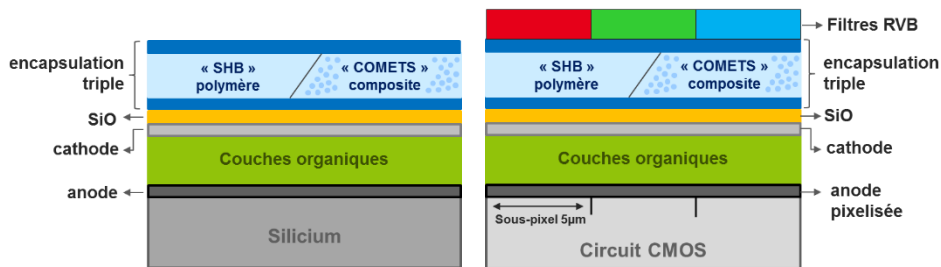 Filtres RVB
encapsulation
triple
« SHB »
polymère
« COMETS »
composite
« SHB »
polymère
« COMETS »
composite
encapsulation
triple
SiO
SiO
cathode
cathode
Couches organiques
Couches organiques
anode
anode
pixelisée
Sous-pixel 5µm
Silicium
Circuit CMOS